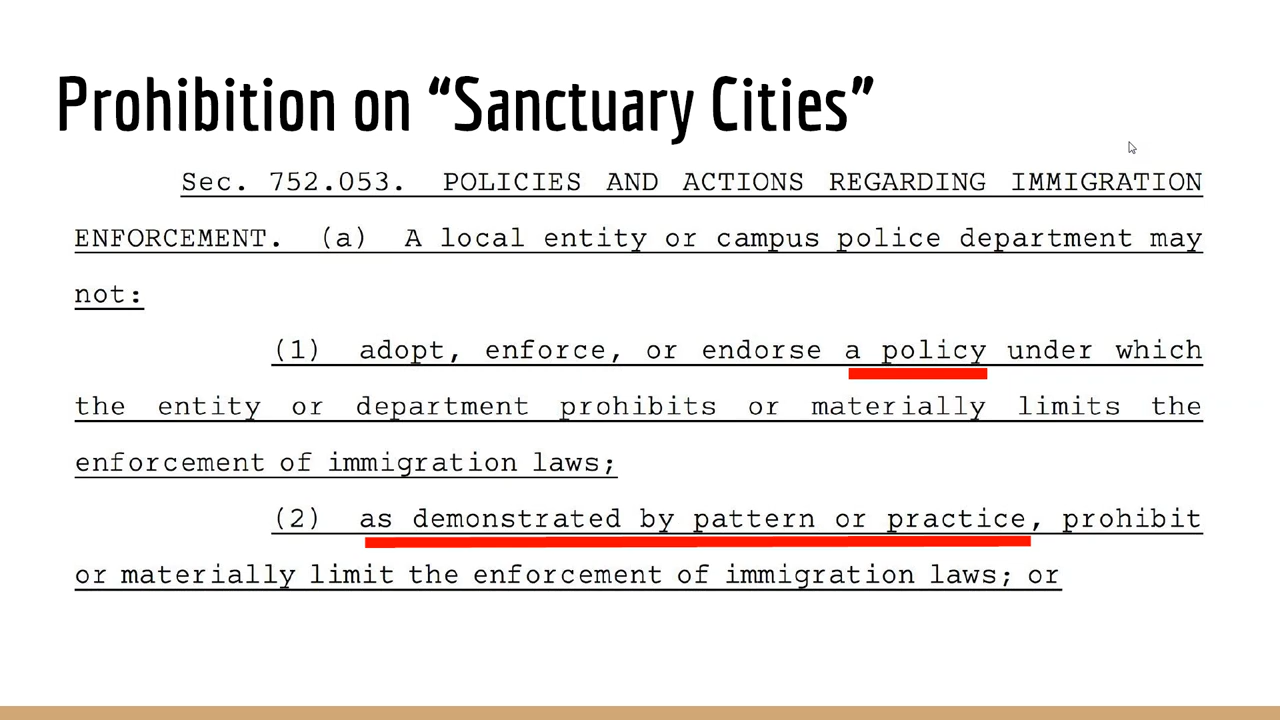 Prohibition on “Sanctuary Cities”
Sec. 752.053. POLICIES AND ACTIONS REGARDING IMMIGRATION
ENFORCEMENT. (a) A local entity or campus police department may
not:
(1) adopt, enforce, or endorse a policy under which
the entity or department prohibits or materially limits the
enforcement of immigration laws;
(2) as demonstrated by pattern or practice, prohibit
or materially limit the enforcement of immigration laws; or